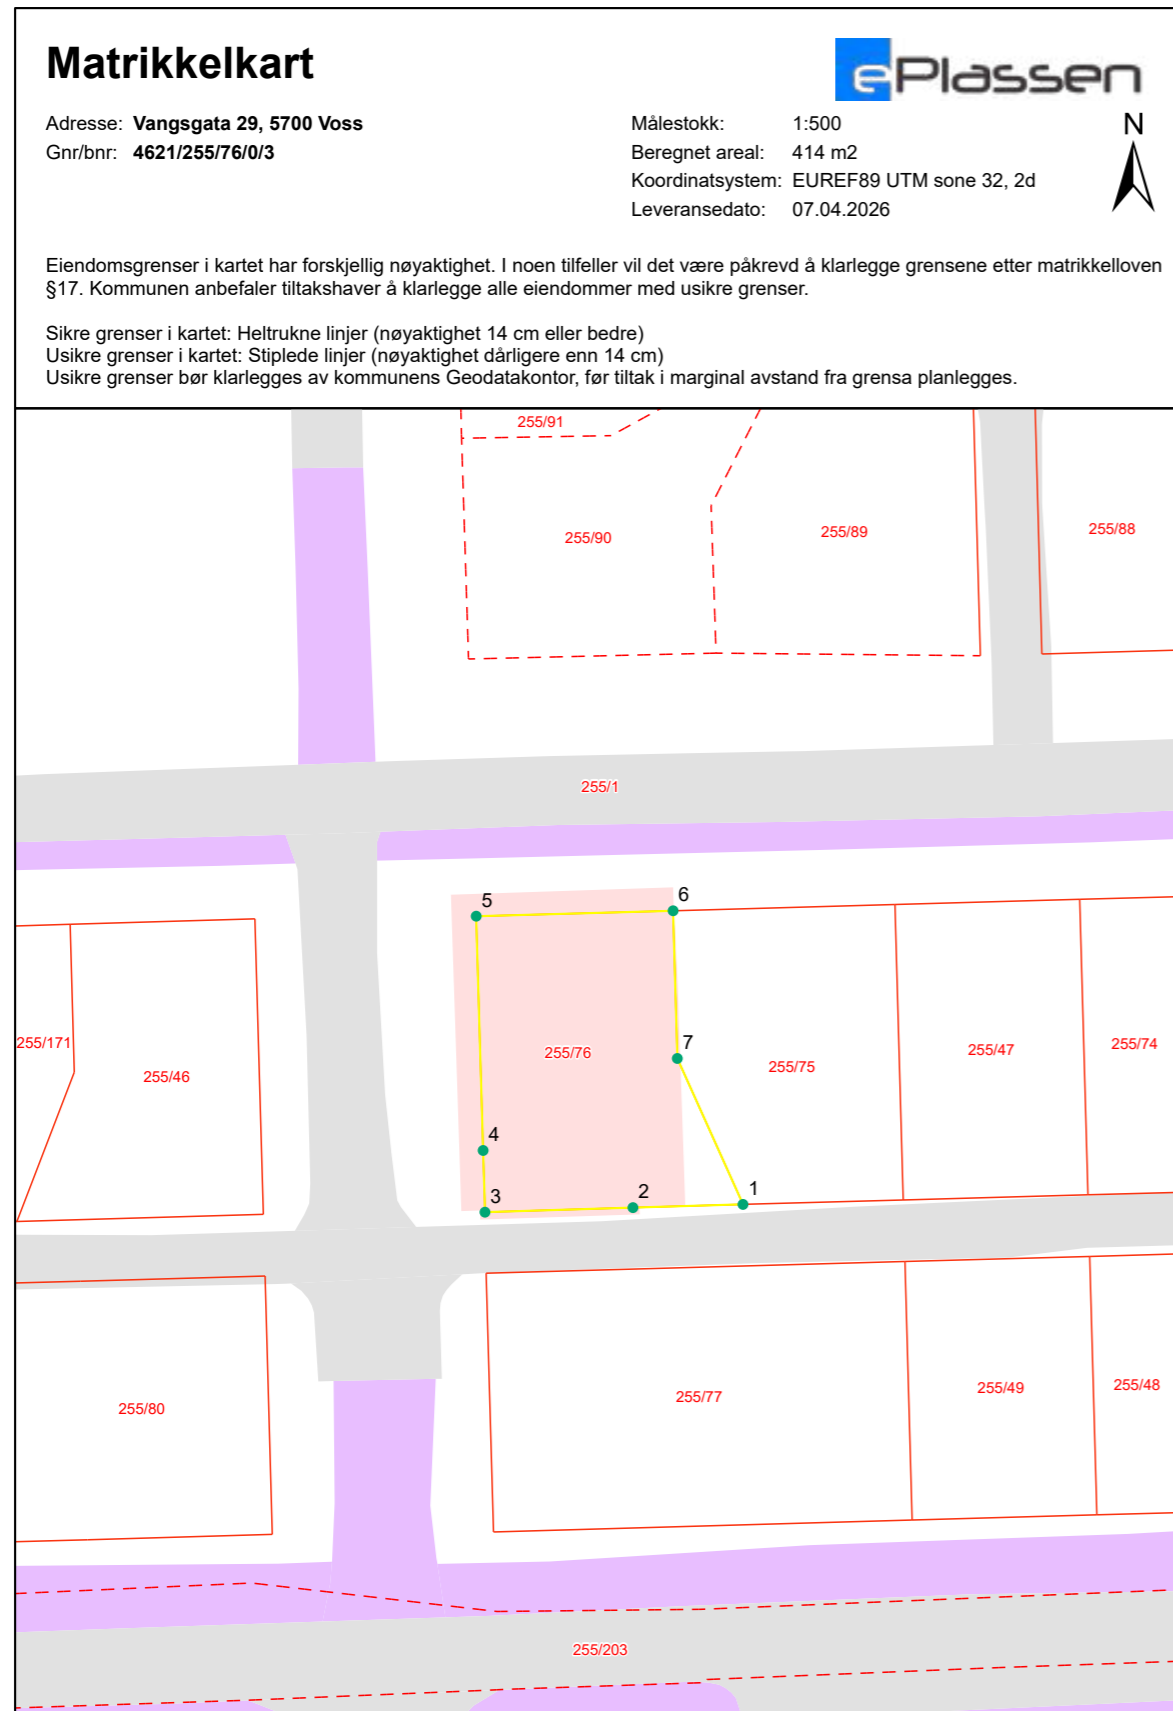 Matrikkelkart
ePlassen
Adresse: Vangsgata 29, 5700 Voss
Gnr/bnr: 4621/255/76/0/3
Målestokk: 1:500
Beregnet areal: 414 m2
Koordinatsystem: EUREF89 UTM sone 32, 2d
Leveransedato: 07.04.2026
N
Eiendomsgrenser i kartet har forskjellig nøyaktighet. I noen tilfeller vil det være påkrevd å klarlegge grensene etter matrikkelloven
§17. Kommunen anbefaler tiltakshaver å klarlegge alle eiendommer med usikre grenser.
Sikre grenser i kartet: Heltrukne linjer (nøyaktighet 14 cm eller bedre)
Usikre grenser i kartet: Stiplede linjer (nøyaktighet dårligere enn 14 cm)
Usikre grenser bør klarlegges av kommunens Geodatakontor, før tiltak i marginal avstand fra grensa planlegges.
255/91
255/90
255/89
255/88
255/1
5
6
255/171
255/46
255/76
7
255/75
255/47
255/74
4
3
2
1
255/80
255/77
255/49
255/48
255/203